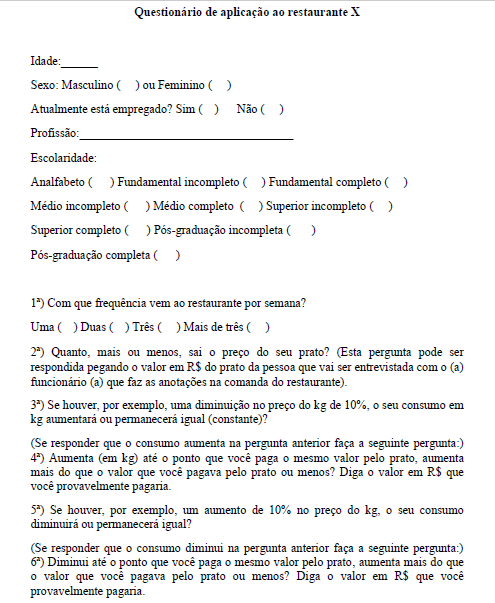 Questionário de aplicação ao restaurante X
Idade:______
Sexo: Masculino (    ) ou Feminino (    )
Atualmente está empregado? Sim (   )     Não (    )
Profissão:____________________________________
Escolaridade:
Analfabeto (     ) Fundamental incompleto (    ) Fundamental completo (    )
Médio incompleto (     ) Médio completo  (    ) Superior incompleto (    )
Superior completo (     ) Pós-graduação incompleta (      )
Pós-graduação completa (     )
1ª) Com que frequência vem ao restaurante por semana?
Uma (    ) Duas (    ) Três (    ) Mais de três (    )
2ª) Quanto, mais ou menos, sai o preço do seu prato? (Esta pergunta pode ser
respondida pegando o valor em R$ do prato da pessoa que vai ser entrevistada com o (a)
funcionário (a) que faz as anotações na comanda do restaurante).
3ª) Se houver, por exemplo, uma diminuição no preço do kg de 10%, o seu consumo em
kg aumentará ou permanecerá igual (constante)?
(Se responder que o consumo aumenta na pergunta anterior faça a seguinte pergunta:)
4ª) Aumenta (em kg) até o ponto que você paga o mesmo valor pelo prato, aumenta
mais do que o valor que você pagava pelo prato ou menos? Diga o valor em R$ que
você provavelmente pagaria.
5ª) Se houver, por exemplo, um aumento de 10% no preço do kg, o seu consumo
diminuirá ou permanecerá igual?
(Se responder que o consumo diminui na pergunta anterior faça a seguinte pergunta:)
6ª) Diminui até o ponto que você paga o mesmo valor pelo prato, aumenta mais do que
o valor que você pagava pelo prato ou menos? Diga o valor em R$ que você
provavelmente pagaria.